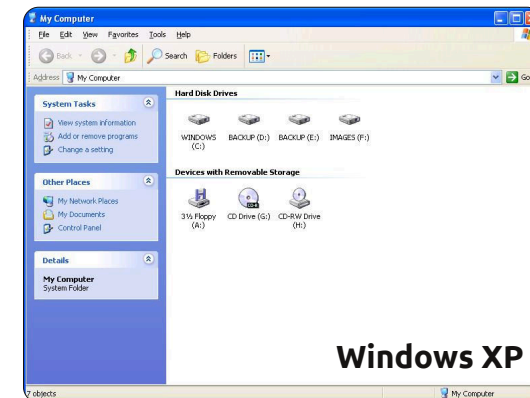 My Computer
File Edit View Favorites Tools Help
Back Search Folders
Address My Computer Go
System Tasks
View system information
Add or remove programs
Change a setting
Other Places
My Network Places
My Documents
Control Panel
Details
My Computer
System Folder
Hard Disk Drives
WINDOWS (C:)
BACKUP (D:)
BACKUP (E:)
IMAGES (F:)
Devices with Removable Storage
3½ Floppy (A:)
CD Drive (G:)
CD-RW Drive (H:)
Windows XP
7 objects
My Computer